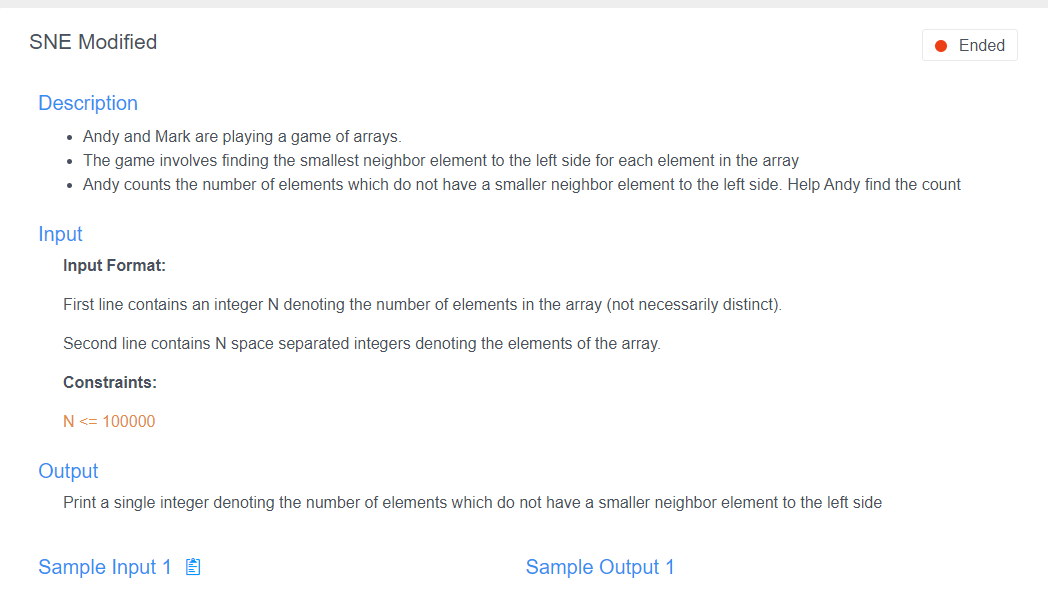 SNE Modified
Ended
Description
Andy and Mark are playing a game of arrays.
The game involves finding the smallest neighbor element to the left side for each element in the array
Andy counts the number of elements which do not have a smaller neighbor element to the left side. Help Andy find the count
Input
Input Format:
First line contains an integer N denoting the number of elements in the array (not necessarily distinct).
Second line contains N space separated integers denoting the elements of the array.
Constraints:
N <= 100000
Output
Print a single integer denoting the number of elements which do not have a smaller neighbor element to the left side
Sample Input 1
Sample Output 1